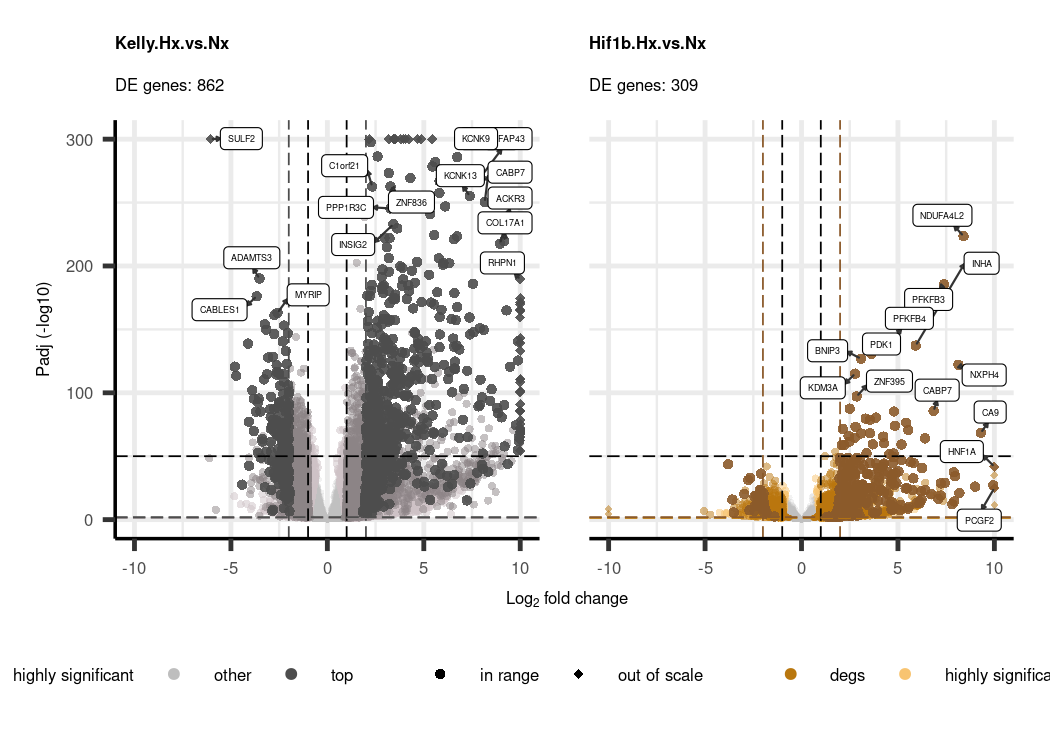 Kelly.Hx.vs.Nx
Hif1b.Hx.vs.Nx
DE genes: 862
DE genes: 309
Padj (-log10)
300
200
100
0
SULF2
C1orf21
KCNK9
FAP43
KCNK13
CABP7
PPP1R3C
ZNF836
ACKR3
COL17A1
INSIG2
ADAMTS3
RHPN1
MYRIP
CABLES1
NDUFA4L2
INHA
PFKFB3
PFKFB4
PDK1
BNIP3
KDM3A
ZNF395
NXPH4
CABP7
CA9
HNF1A
PCGF2
-10 -5 0 5 10
-10 -5 0 5 10
Log2 fold change
highly significant other top in range out of scale degs highly significa